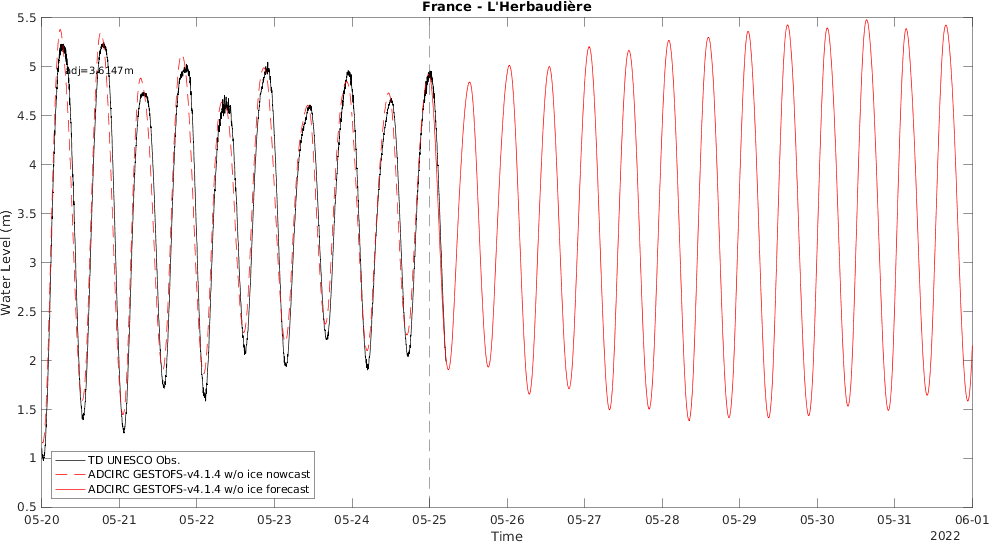 France - L'Herbaudière
5.5
5
4.5
4
3.5
3
2.5
2
1.5
1
0.5
Water Level (m)
adj=3.6147m
TD UNESCO Obs.
ADCIRC GESTOFS-v4.1.4 w/o ice nowcast
ADCIRC GESTOFS-v4.1.4 w/o ice forecast
05-20 05-21 05-22 05-23 05-24 05-25 05-26 05-27 05-28 05-29 05-30 05-31 06-01
Time
2022